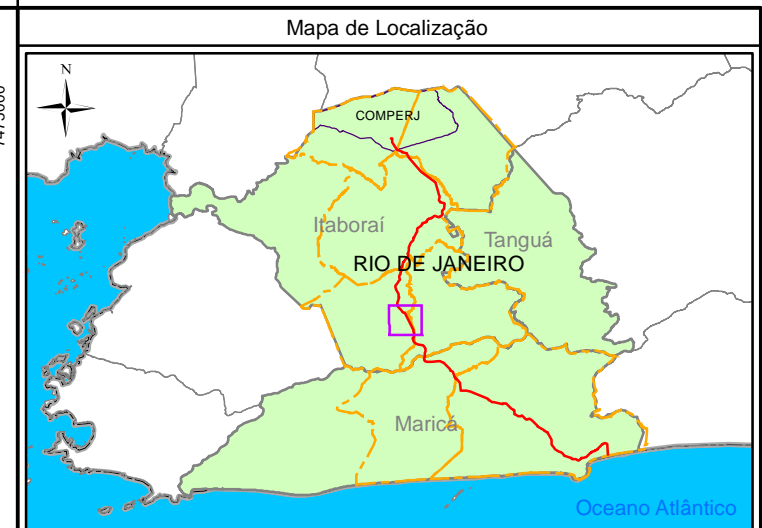 Mapa de Localização
N
COMPERJ
Itaboraí
Tanguá
RIO DE JANEIRO
Maricá
Oceano Atlântico